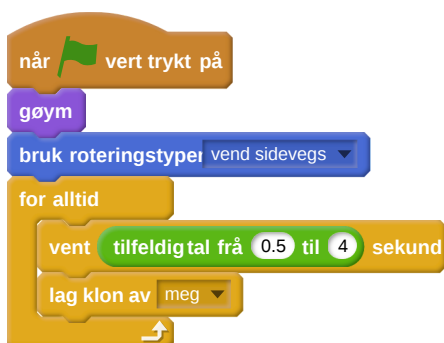 når vert trykt på
gøym
bruk roteringstypen vend sidevegs
for alltid
vent tilfeldig tal frå 0.5 til 4 sekund
lag klon av meg